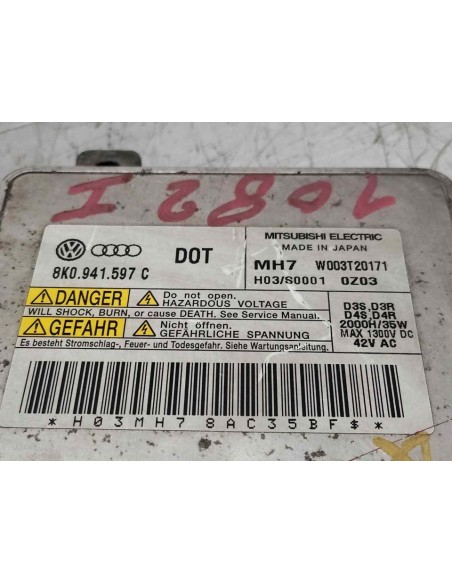 1082I
MITSUBISHI ELECTRIC
MADE IN JAPAN
DOT
8K0.941.597 C
MH7 W003T20171
H03/S0001 0Z03
DANGER
Do not open.
HAZARDOUS VOLTAGE
WILL SHOCK, BURN, or cause DEATH. See Service Manual.
GEFAHR
Nicht öffnen.
GEFÄHRLICHE SPANNUNG
Es besteht Stromschlag-, Feuer- und Todesgefahr. Siehe Wartungsanleitung.
D3S,D3R
D4S,D4R
2000H/35W
MAX 1300V DC
42V AC
*H03MH78AC35BF$*